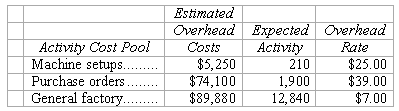 Estimated
Overhead Expected Overhead
Activity Cost Pool Costs Activity Rate
Machine setups......... $5,250 210 $25.00
Purchase orders ........ $74,100 1,900 $39.00
General factory......... $89,880 12,840 $7.00